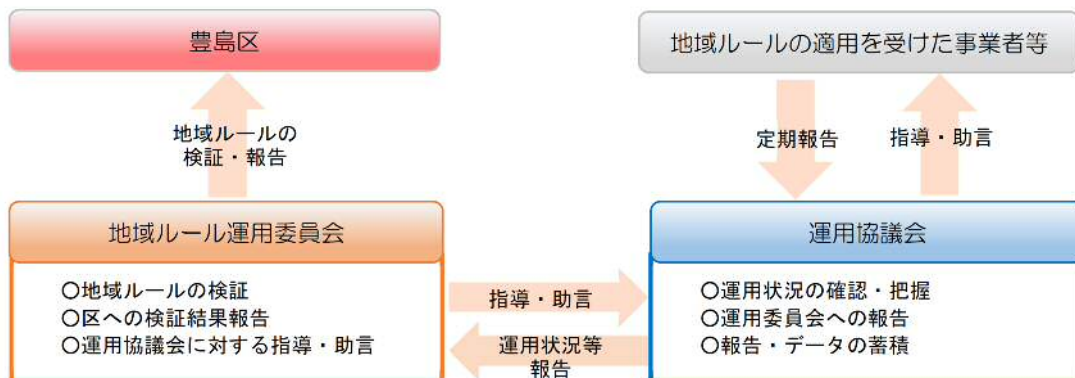 豊島区
地域ルールの適用を受けた事業者等
地域ルールの
検証・報告
定期報告
指導・助言
地域ルール運用委員会
○地域ルールの検証
○区への検証結果報告
○運用協議会に対する指導・助言
指導・助言
運用状況等
報告
運用協議会
○運用状況の確認・把握
○運用委員会への報告
○報告・データの蓄積